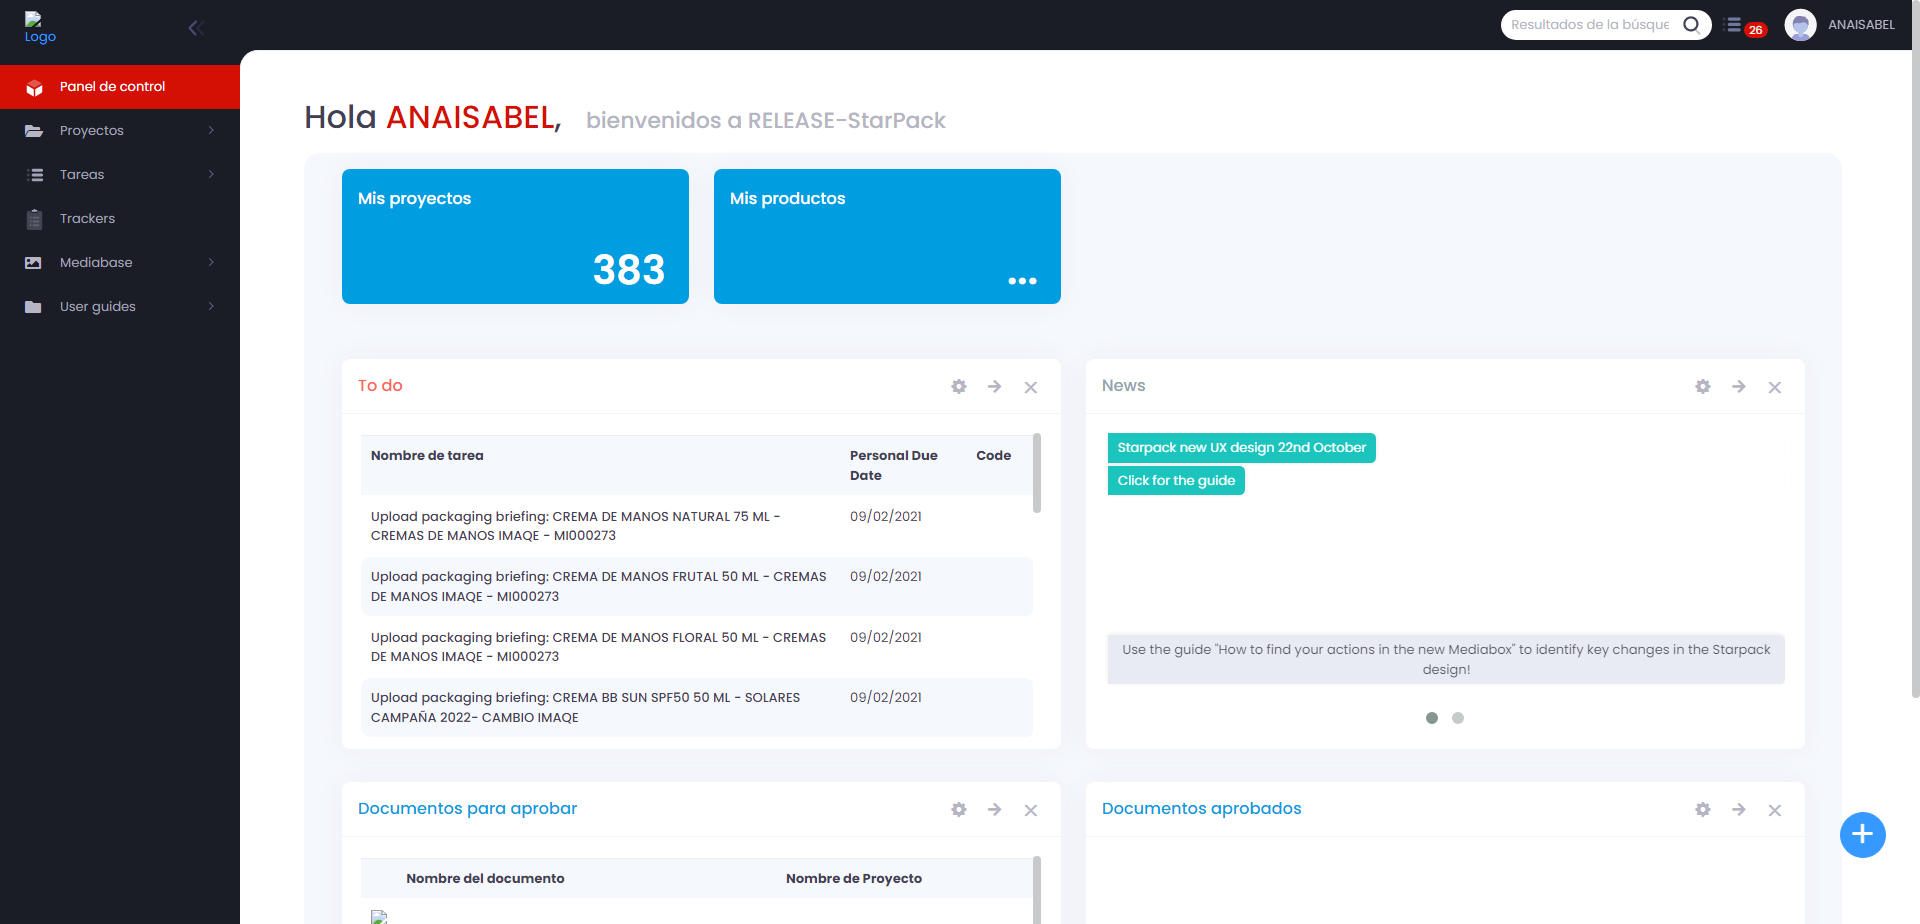 Logo
Resultados de la búsque
26
ANAISABEL
Panel de control
Proyectos
Tareas
Trackers
Mediabase
User guides
Hola ANAISABEL, bienvenidos a RELEASE-StarPack
Mis proyectos
383
Mis productos
...
To do
Nombre de tarea Personal Due Date Code
Upload packaging briefing: CREMA DE MANOS NATURAL 75 ML -
CREMAS DE MANOS IMAQE - MI000273
09/02/2021
Upload packaging briefing: CREMA DE MANOS FRUTAL 50 ML - CREMAS
DE MANOS IMAQE - MI000273
09/02/2021
Upload packaging briefing: CREMA DE MANOS FLORAL 50 ML - CREMAS
DE MANOS IMAQE - MI000273
09/02/2021
Upload packaging briefing: CREMA BB SUN SPF50 50 ML - SOLARES
CAMPAÑA 2022- CAMBIO IMAQE
09/02/2021
News
Starpack new UX design 22nd October
Click for the guide
Use the guide "How to find your actions in the new Mediabox" to identify key changes in the Starpack
design!
Documentos para aprobar
Nombre del documento Nombre de Proyecto
Documentos aprobados